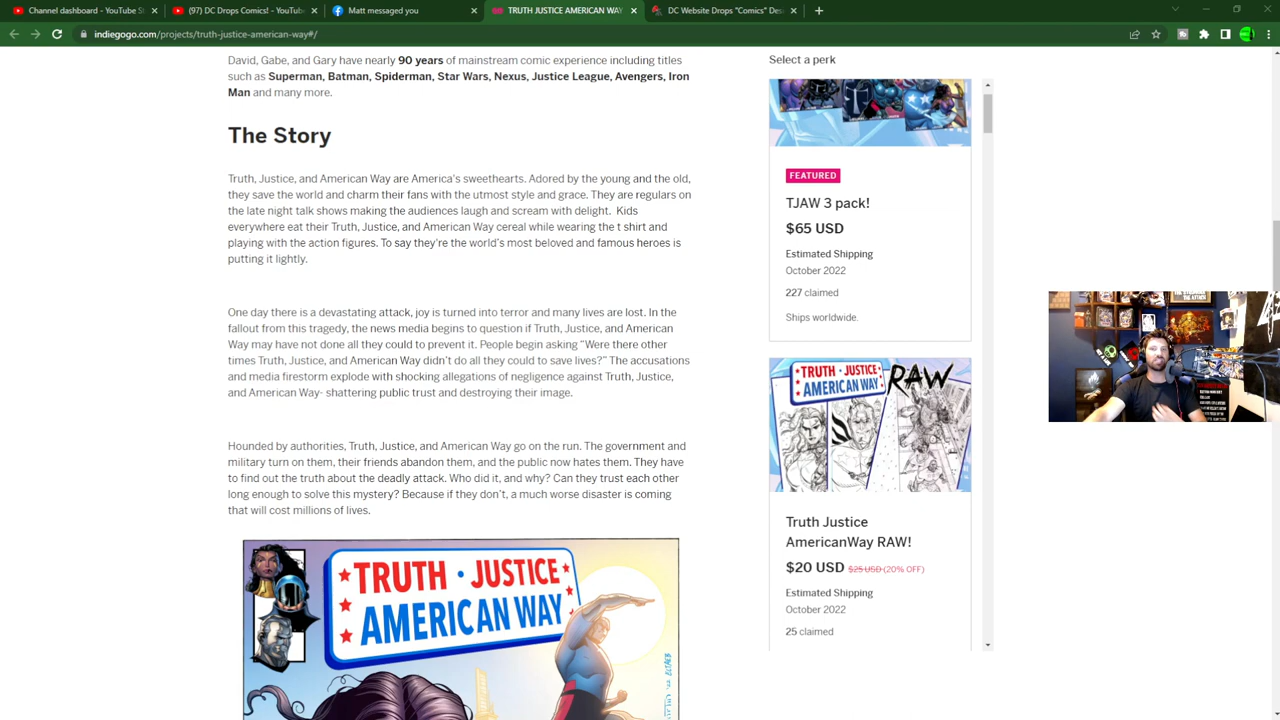 Channel dashboard - YouTube St
(97) DC Drops Comics! - YouTube
Matt messaged you
TRUTH JUSTICE AMERICAN WAY
DC Website Drops "Comics" Des
indiegogo.com/projects/truth-justice-american-way#/
David, Gabe, and Gary have nearly 90 years of mainstream comic experience including titles
such as Superman, Batman, Spiderman, Star Wars, Nexus, Justice League, Avengers, Iron
Man and many more.
The Story
Truth, Justice, and American Way are America's sweethearts. Adored by the young and the old,
they save the world and charm their fans with the utmost style and grace. They are regulars on
the late night talk shows making the audiences laugh and scream with delight. Kids
everywhere eat their Truth, Justice, and American Way cereal while wearing the t shirt and
playing with the action figures. To say they're the world's most beloved and famous heroes is
putting it lightly.
One day there is a devastating attack, joy is turned into terror and many lives are lost. In the
fallout from this tragedy, the news media begins to question if Truth, Justice, and American
Way may have not done all they could to prevent it. People begin asking "Were there other
times Truth, Justice, and American Way didn't do all they could to save lives?" The accusations
and media firestorm explode with shocking allegations of negligence against Truth, Justice,
and American Way- shattering public trust and destroying their image.
Hounded by authorities, Truth, Justice, and American Way go on the run. The government and
military turn on them, their friends abandon them, and the public now hates them. They have
to find out the truth about the deadly attack. Who did it, and why? Can they trust each other
long enough to solve this mystery? Because if they don't, a much worse disaster is coming
that will cost millions of lives.
TRUTH · JUSTICE
AMERICAN WAY
Select a perk
FEATURED
TJAW 3 pack!
$65 USD
Estimated Shipping
October 2022
227 claimed
Ships worldwide.
TRUTH · JUSTICE
AMERICAN WAY
RAW
Truth Justice
AmericanWay RAW!
$20 USD $25 USD (20% OFF)
Estimated Shipping
October 2022
25 claimed